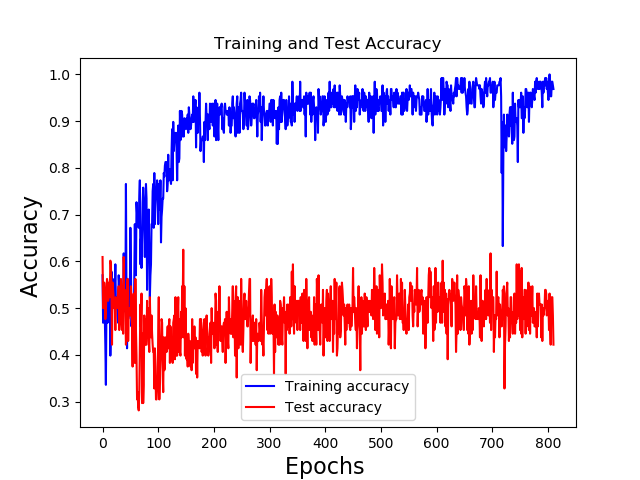 Training and Test Accuracy
1.0
0.9
0.8
0.7
0.6
0.5
0.4
0.3
Accuracy
Training accuracy
Test accuracy
0 100 200 300 400 500 600 700 800
Epochs